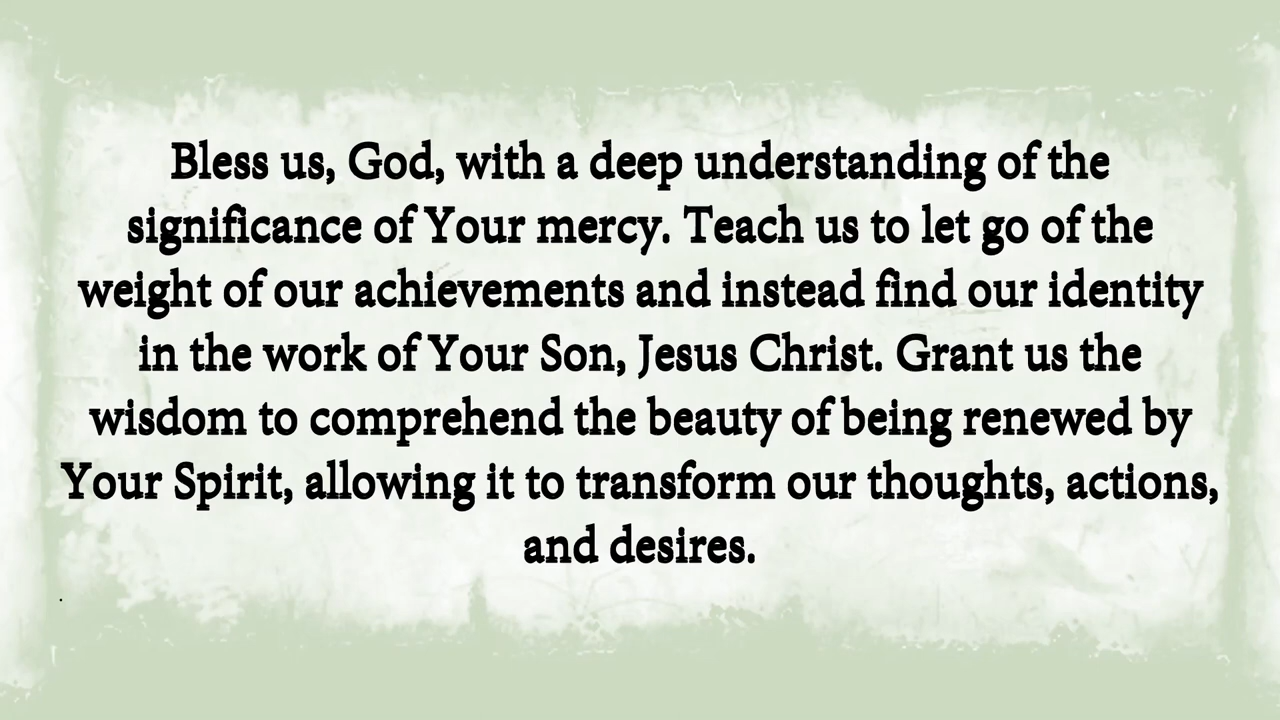 Bless us, God, with a deep understanding of the
significance of Your mercy. Teach us to let go of the
weight of our achievements and instead find our identity
in the work of Your Son, Jesus Christ. Grant us the
wisdom to comprehend the beauty of being renewed by
Your Spirit, allowing it to transform our thoughts, actions,
and desires.
.